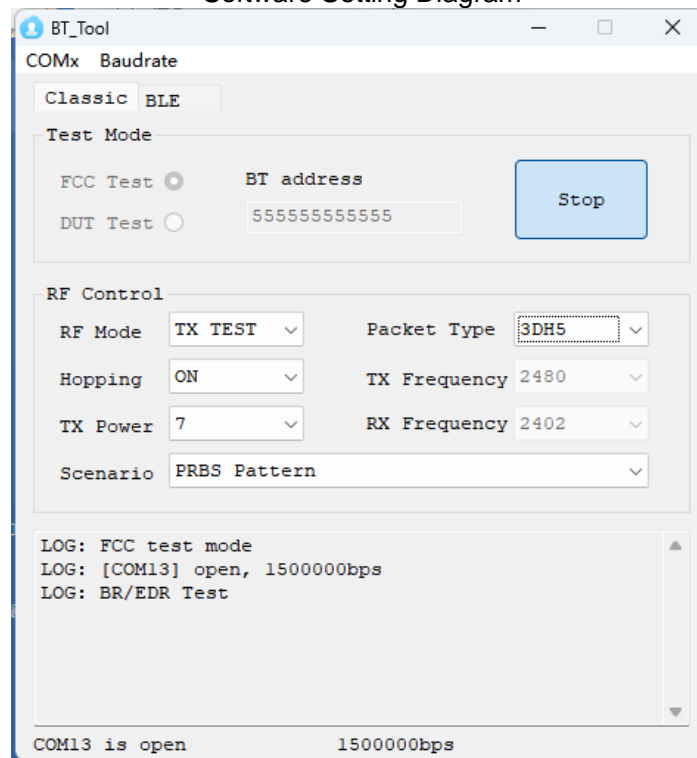 Software Setting Diagram
BT_Tool
COMx Baudrate
Classic BLE
Test Mode
FCC Test BT address
555555555555
Stop
DUT Test
RF Control
RF Mode TX TEST Packet Type 3DH5
Hopping ON TX Frequency 2480
TX Power 7 RX Frequency 2402
Scenario PRBS Pattern
LOG: FCC test mode
LOG: [COM13] open, 1500000bps
LOG: BR/EDR Test
COM13 is open 1500000bps